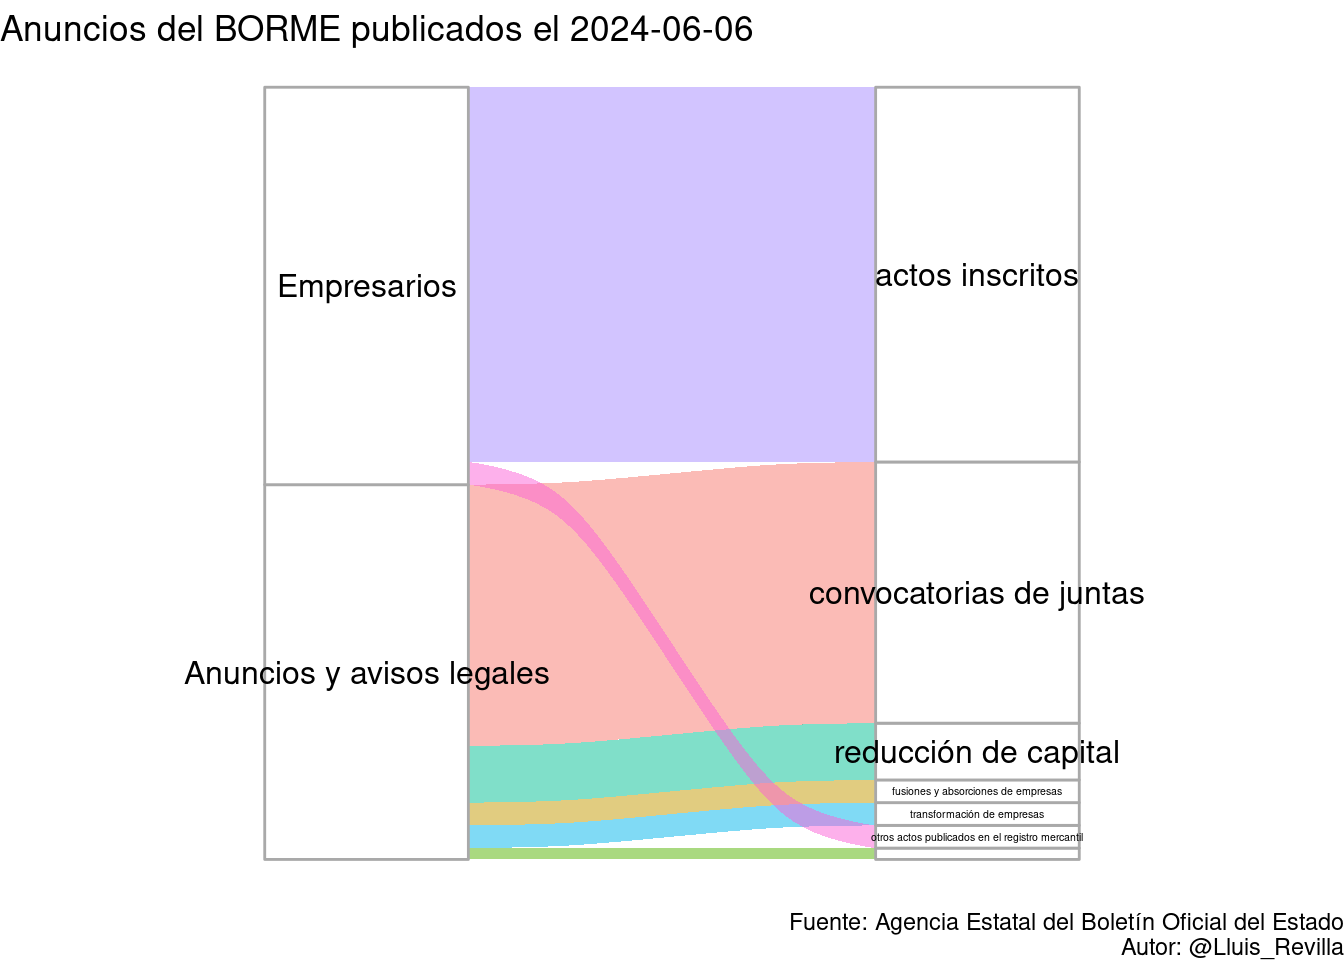 Anuncios del BORME publicados el 2024-06-06
Empresarios
Anuncios y avisos legales
actos inscritos
convocatorias de juntas
reducción de capital
fusiones y absorciones de empresas
transformación de empresas
otros actos publicados en el registro mercantil
Fuente: Agencia Estatal del Boletín Oficial del Estado
Autor: @Lluis_Revilla